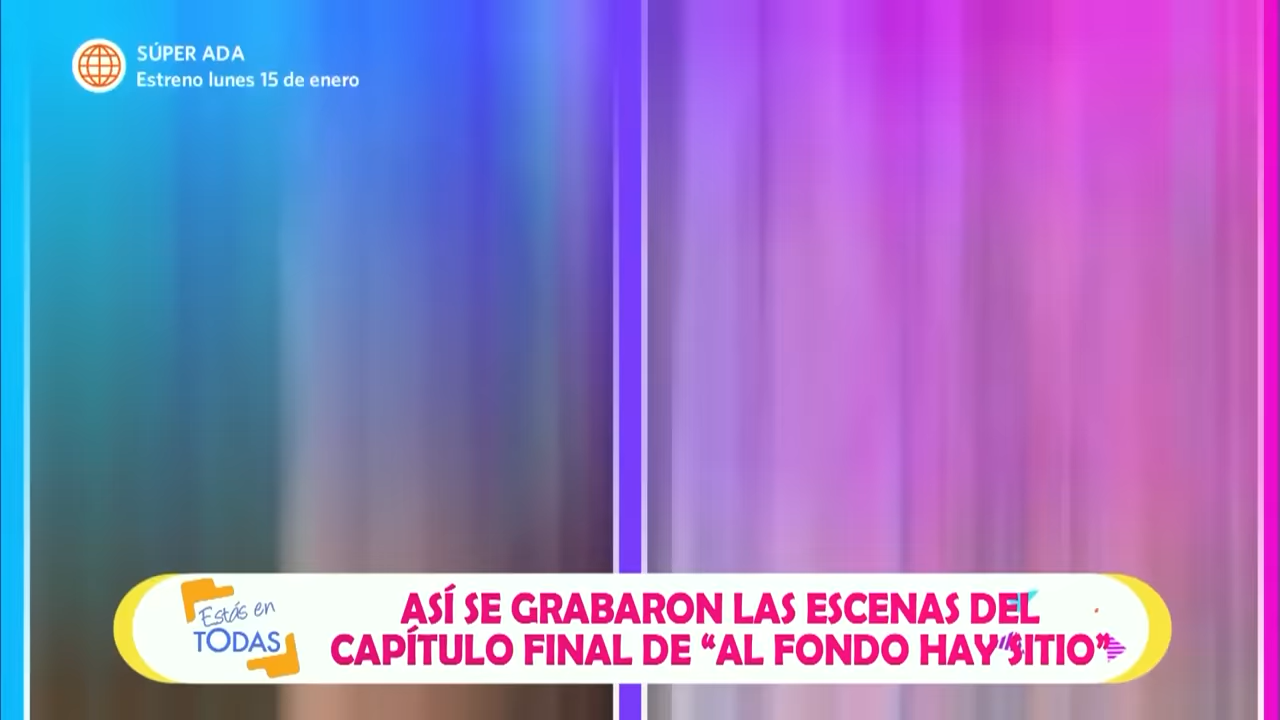 SÚPER ADA
Estreno lunes 15 de enero
Estás en
TODAS
ASÍ SE GRABARON LAS ESCENAS DEL
CAPÍTULO FINAL DE “AL FONDO HAY SITIO”